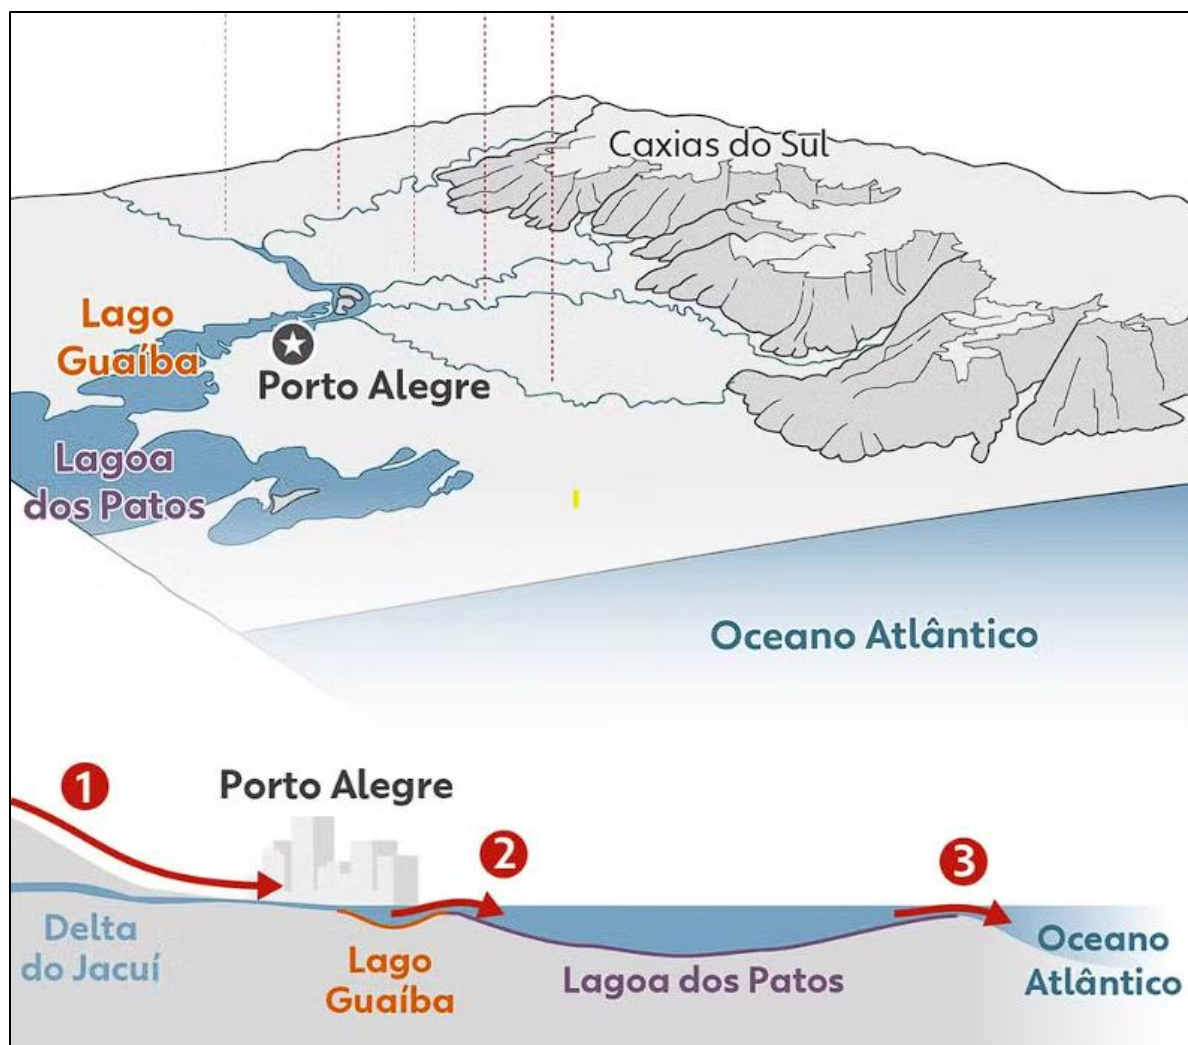 Caxias do Sul
Lago
Guaíba
Porto Alegre
Lagoa
dos Patos
Oceano Atlântico
1
Porto Alegre
2
3
Delta
do Jacuí
Lago
Guaíba
Lagoa dos Patos
Oceano
Atlântico